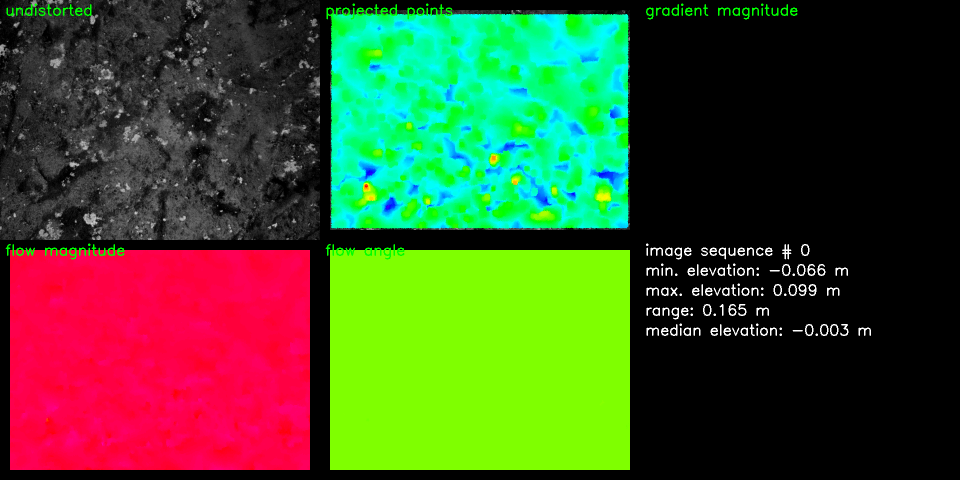 undistorted
projected points
gradient magnitude
flow magnitude
flow angle
image sequence # 0
min. elevation: −0.066 m
max. elevation: 0.099 m
range: 0.165 m
median elevation: −0.003 m